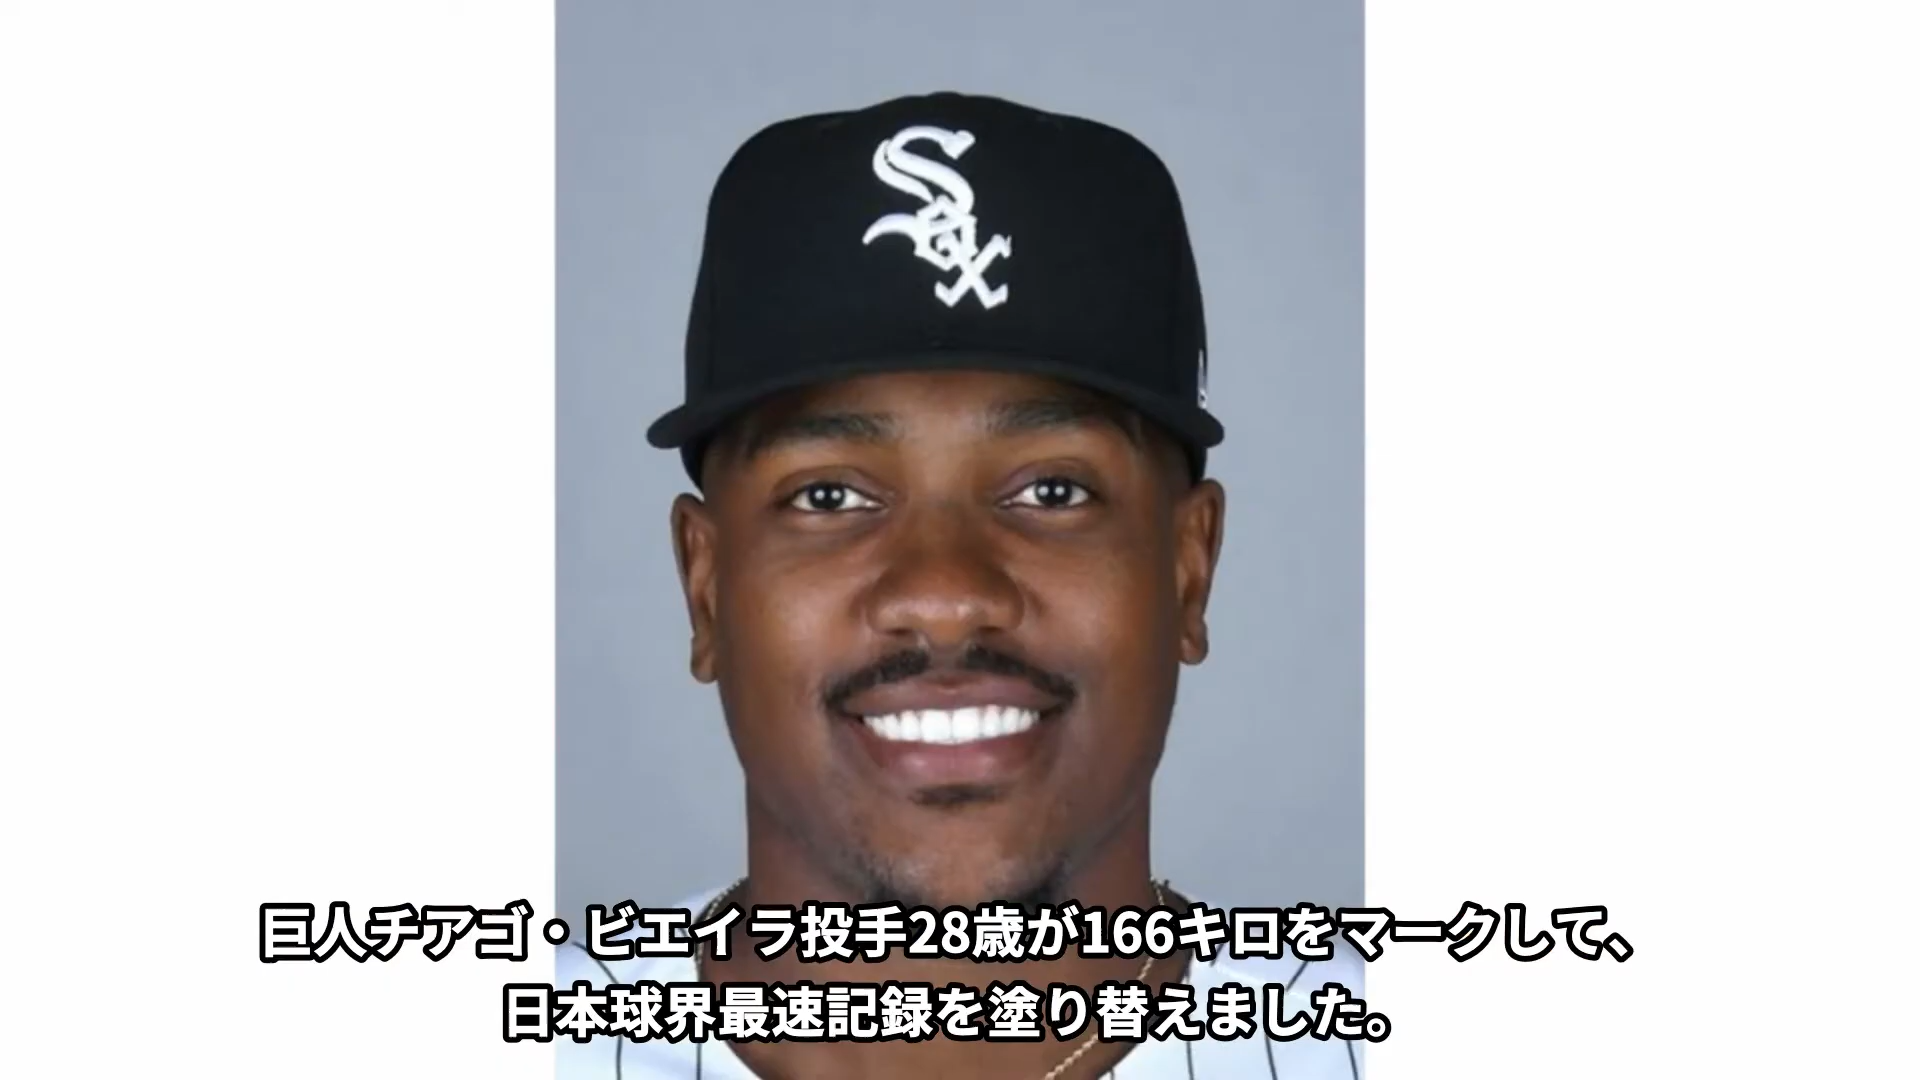 Sox
巨人チアゴ・ビエイラ投手28歳が166キロをマークして、
日本球界最速記録を塗り替えました。